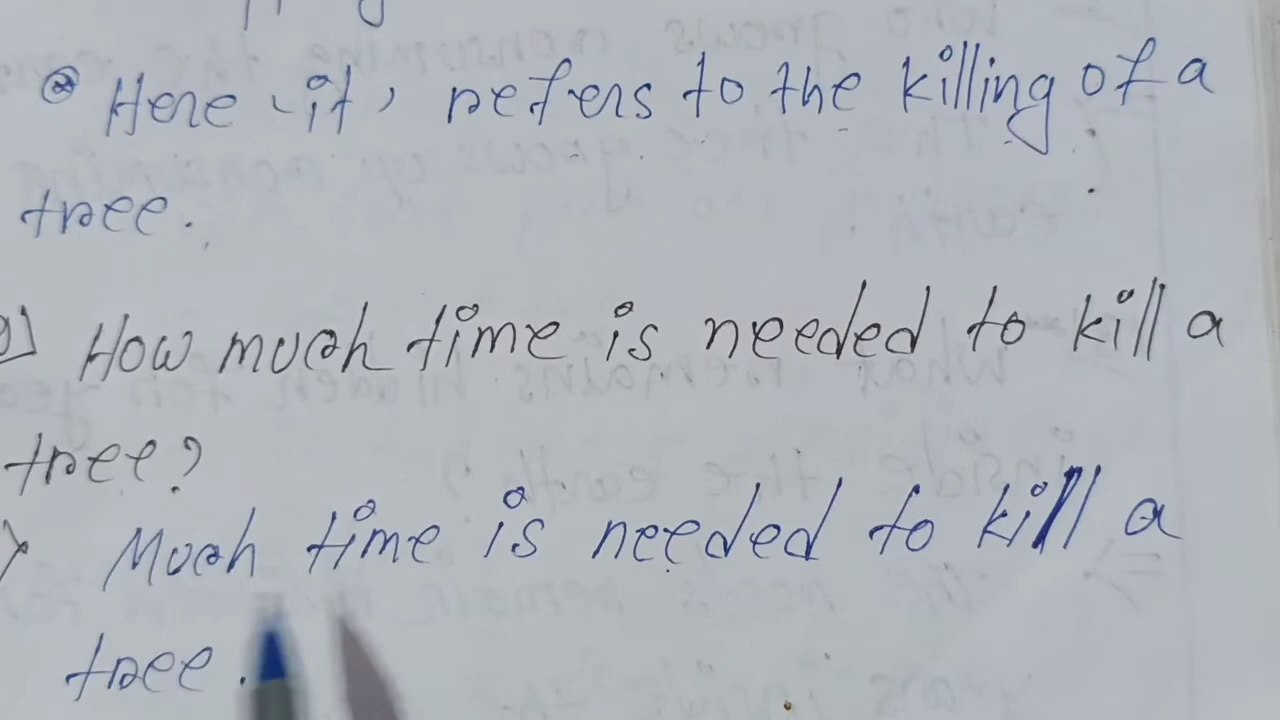 Here 'it' refers to the killing of a
tree.
How much time is needed to kill a
tree?
Much time is needed to kill a
tree.